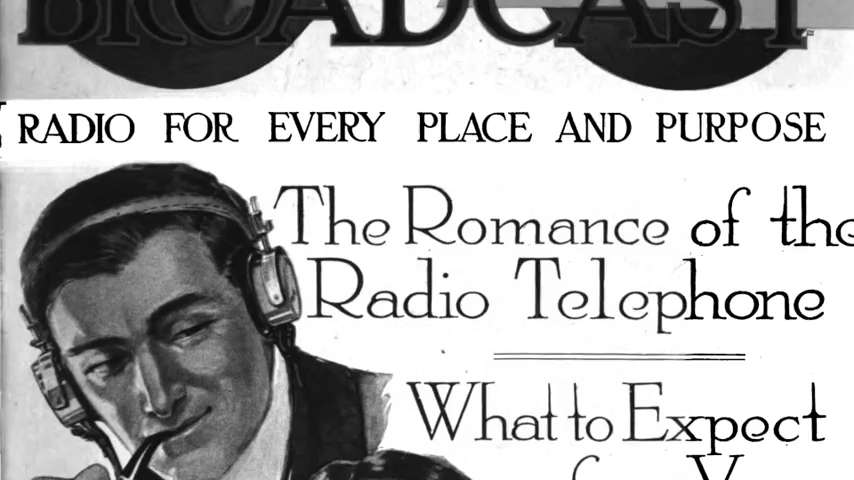 BROADCAST
RADIO FOR EVERY PLACE AND PURPOSE
The Romance of the
Radio Telephone
What to Expect